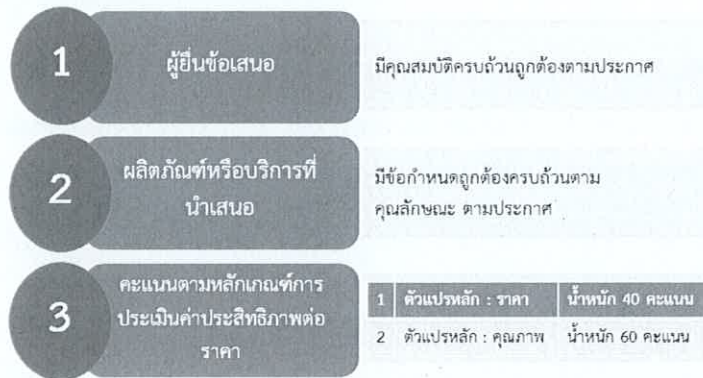 1
ผู้ยื่นข้อเสนอ
มีคุณสมบัติครบถ้วนถูกต้องตามประกาศ
2
ผลิตภัณฑ์หรือบริการที่
นำเสนอ
มีข้อกำหนดถูกต้องครบถ้วนตาม
คุณลักษณะ ตามประกาศ
3
คะแนนตามหลักเกณฑ์การ
ประเมินค่าประสิทธิภาพต่อ
ราคา
1 ตัวแปรหลัก : ราคา น้ำหนัก 40 คะแนน
2 ตัวแปรหลัก : คุณภาพ น้ำหนัก 60 คะแนน